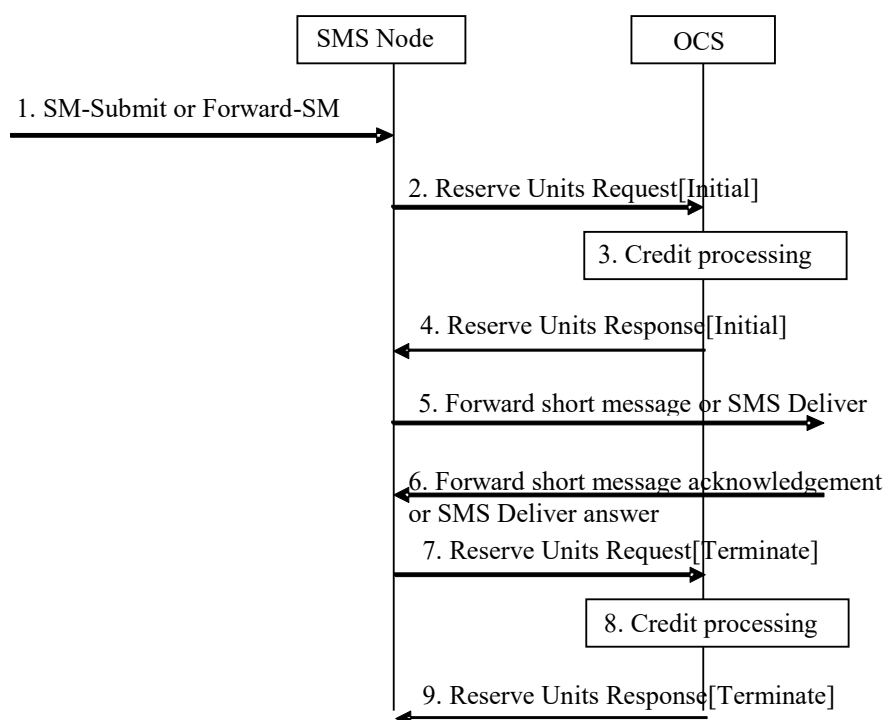 SMS Node
OCS
1. SM-Submit or Forward-SM
2. Reserve Units Request[Initial]
3. Credit processing
4. Reserve Units Response[Initial]
5. Forward short message or SMS Deliver
6. Forward short message acknowledgement
or SMS Deliver answer
7. Reserve Units Request[Terminate]
8. Credit processing
9. Reserve Units Response[Terminate]